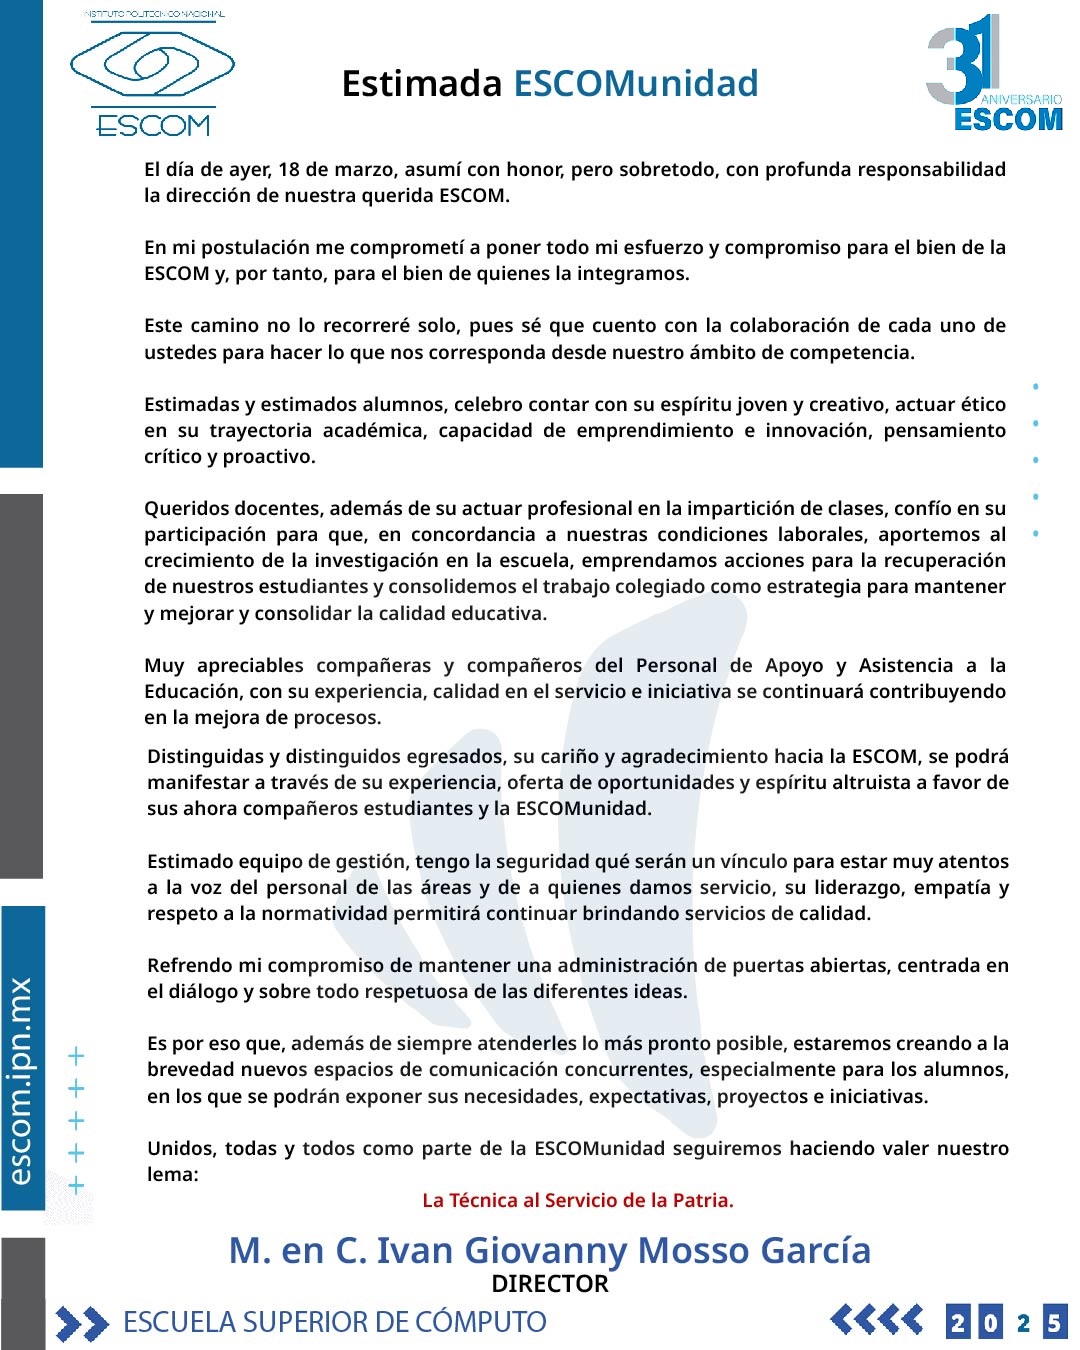 INSTITUTO POLITECNICO NACIONAL
ESCOM
Estimada ESCOMunidad
31
ANIVERSARIO
ESCOM
El día de ayer, 18 de marzo, asumí con honor, pero sobretodo, con profunda responsabilidad
la dirección de nuestra querida ESCOM.
En mi postulación me comprometí a poner todo mi esfuerzo y compromiso para el bien de la
ESCOM y, por tanto, para el bien de quienes la integramos.
Este camino no lo recorreré solo, pues sé que cuento con la colaboración de cada uno de
ustedes para hacer lo que nos corresponda desde nuestro ámbito de competencia.
Estimadas y estimados alumnos, celebro contar con su espíritu joven y creativo, actuar ético
en su trayectoria académica, capacidad de emprendimiento e innovación, pensamiento
crítico y proactivo.
Queridos docentes, además de su actuar profesional en la impartición de clases, confío en su
participación para que, en concordancia a nuestras condiciones laborales, aportemos al
crecimiento de la investigación en la escuela, emprendamos acciones para la recuperación
de nuestros estudiantes y consolidemos el trabajo colegiado como estrategia para mantener
y mejorar y consolidar la calidad educativa.
Muy apreciables compañeras y compañeros del Personal de Apoyo y Asistencia a la
Educación, con su experiencia, calidad en el servicio e iniciativa se continuará contribuyendo
en la mejora de procesos.
Distinguidas y distinguidos egresados, su cariño y agradecimiento hacia la ESCOM, se podrá
manifestar a través de su experiencia, oferta de oportunidades y espíritu altruista a favor de
sus ahora compañeros estudiantes y la ESCOMunidad.
Estimado equipo de gestión, tengo la seguridad qué serán un vínculo para estar muy atentos
a la voz del personal de las áreas y de a quienes damos servicio, su liderazgo, empatía y
respeto a la normatividad permitirá continuar brindando servicios de calidad.
Refrendo mi compromiso de mantener una administración de puertas abiertas, centrada en
el diálogo y sobre todo respetuosa de las diferentes ideas.
Es por eso que, además de siempre atenderles lo más pronto posible, estaremos creando a la
brevedad nuevos espacios de comunicación concurrentes, especialmente para los alumnos,
en los que se podrán exponer sus necesidades, expectativas, proyectos e iniciativas.
Unidos, todas y todos como parte de la ESCOMunidad seguiremos haciendo valer nuestro
lema:
La Técnica al Servicio de la Patria.
M. en C. Ivan Giovanny Mosso García
DIRECTOR
escom.ipn.mx
ESCUELA SUPERIOR DE CÓMPUTO
2025